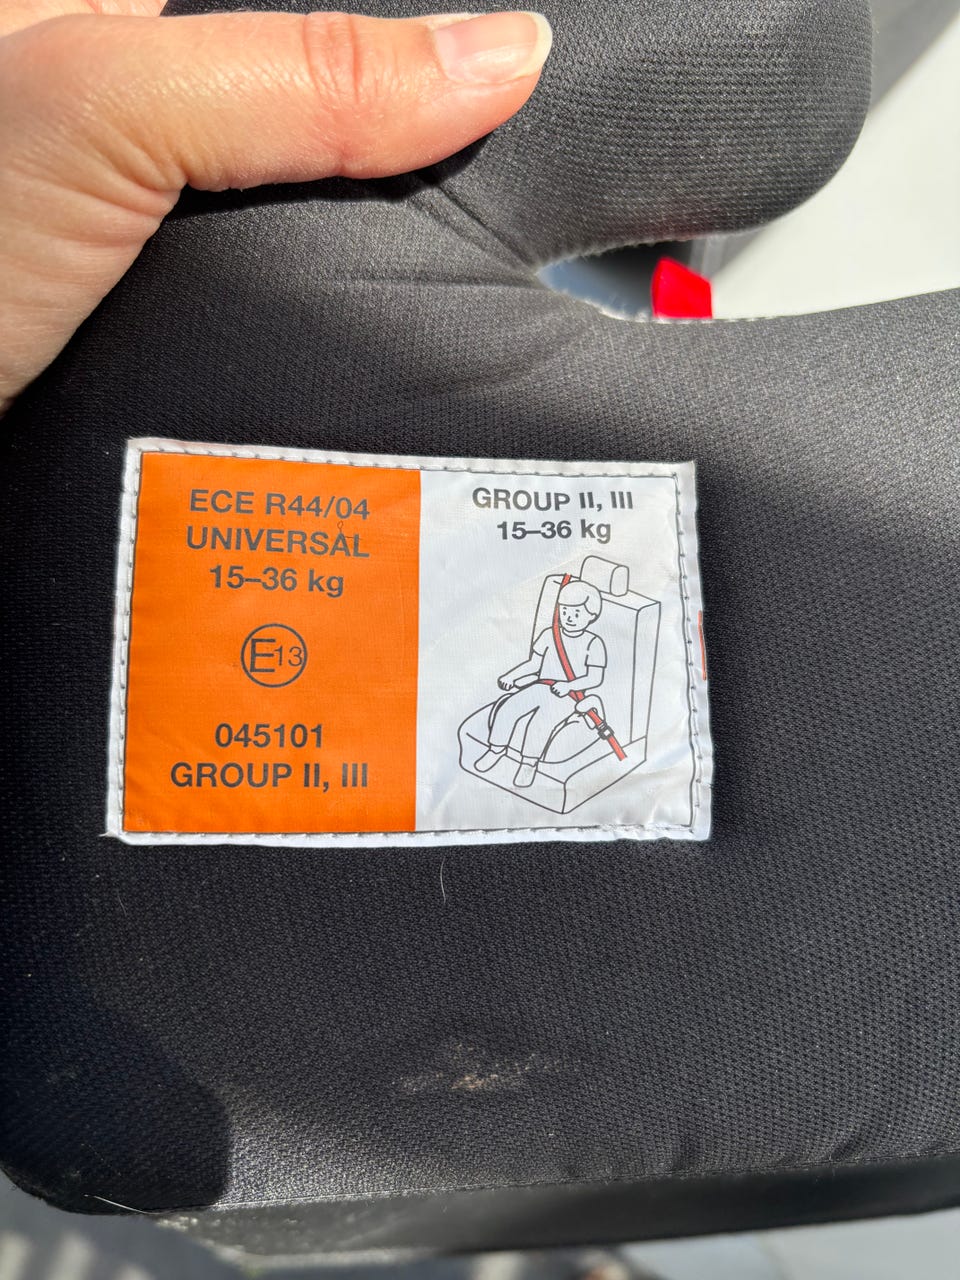 ECE R44/04
UNIVERSAL
15–36 kg
E13
045101
GROUP II, III
GROUP II, III
15–36 kg